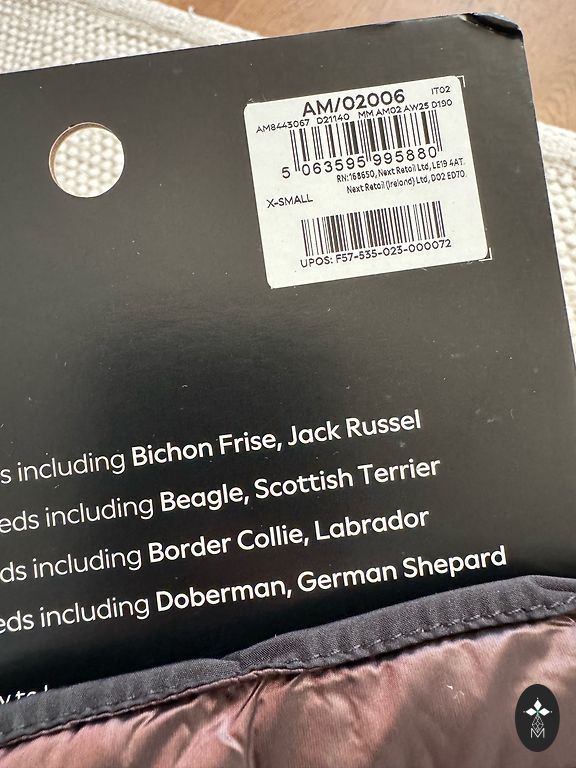 AM/02006
IT02
AM8443067 D21140 MM AM02 AW25 D190
5 063595 995880
RN:168650, Next Retail Ltd, LE19 4AT.
Next Retail (Ireland) Ltd, D02 ED70.
X-SMALL
UPOS: F57-535-023-000072
s including Bichon Frise, Jack Russel
eds including Beagle, Scottish Terrier
ds including Border Collie, Labrador
eds including Doberman, German Shepard